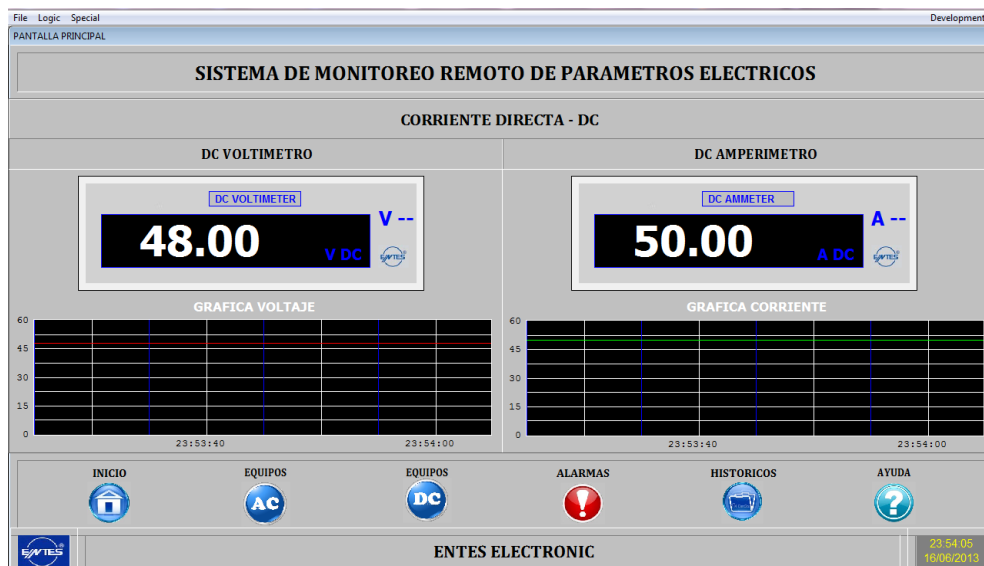 File Logic Special Development
PANTALLA PRINCIPAL
SISTEMA DE MONITOREO REMOTO DE PARAMETROS ELECTRICOS
CORRIENTE DIRECTA - DC
DC VOLTIMETRO DC AMPERIMETRO
DC VOLTIMETER
V --
48.00 V DC
ENTES
DC AMMETER
A --
50.00 A DC
ENTES
GRAFICA VOLTAJE
60
45
30
15
0
23:53:40 23:54:00
GRAFICA CORRIENTE
60
45
30
15
0
23:53:40 23:54:00
INICIO EQUIPOS EQUIPOS ALARMAS HISTORICOS AYUDA
AC DC ! ?
ENTES
ENTES ELECTRONIC
23:54:05
16/06/2013